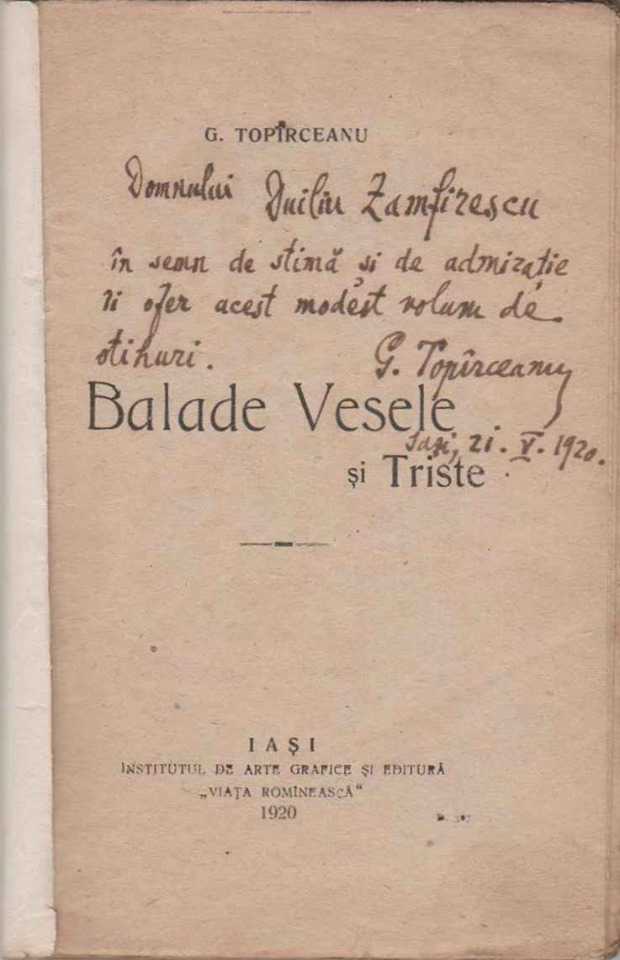 G. TOPÎRCEANU
Domnului Duiliu Zamfirescu
în semn de stimă și de admirație
îi ofer acest modest volum de
stihuri. G. Topîrceanu
Balade Vesele
Iași, 21. V. 1920.
și Triste
IAȘI
INSTITUTUL DE ARTE GRAFICE ȘI EDITURĂ
„VIAȚA ROMÎNEASCĂ“
1920